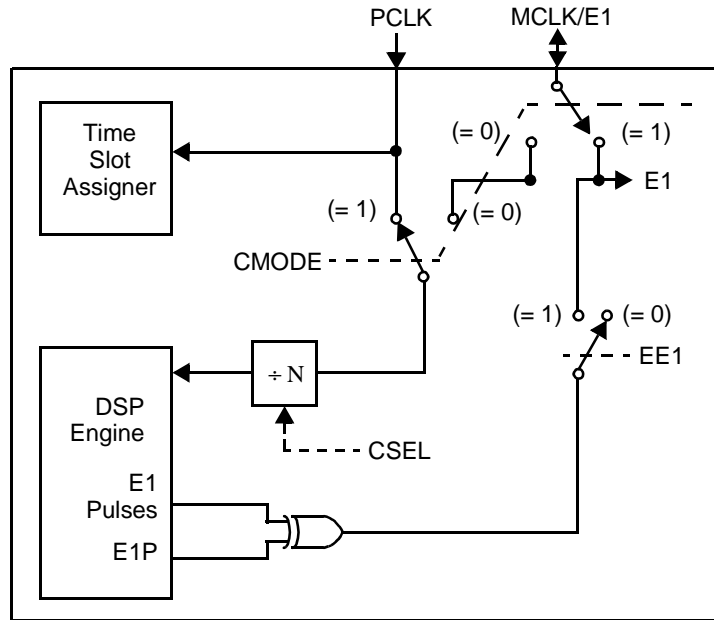 PCLK
MCLK/E1
Time
Slot
Assigner
(= 0)
(= 1)
E1
(= 1)
(= 0)
CMODE
(= 1)
(= 0)
EE1
÷ N
CSEL
DSP
Engine
E1
Pulses
E1P